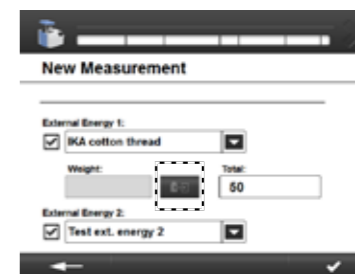 New Measurement
External Energy 1:
IKA cotton thread
Weight: Total:
50
External Energy 2:
Test ext. energy 2